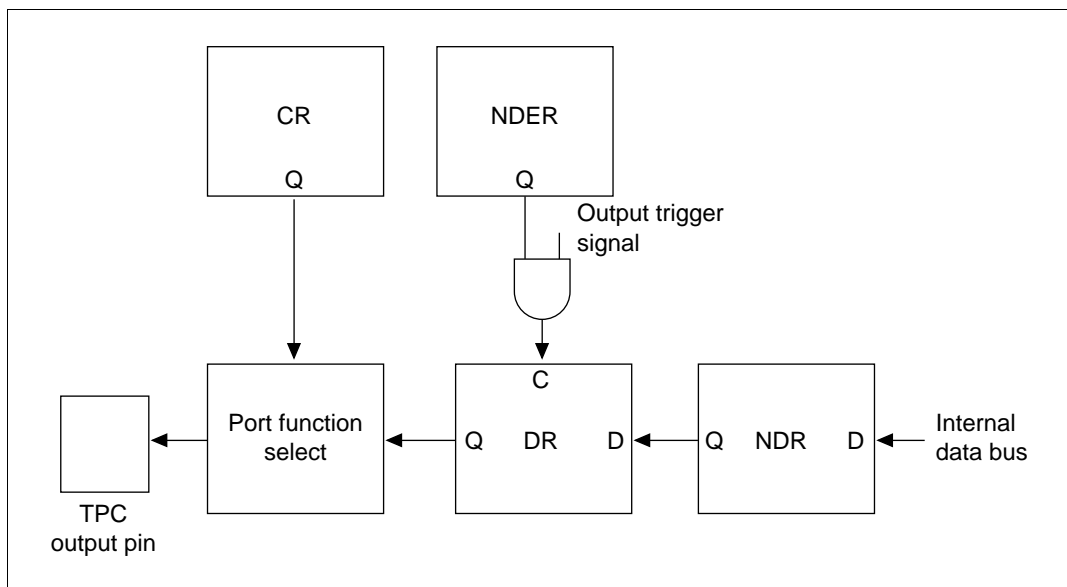 CR
Q
NDER
Q
Output trigger
signal
C
Port function
select
Q DR D
Q NDR D
Internal
data bus
TPC
output pin